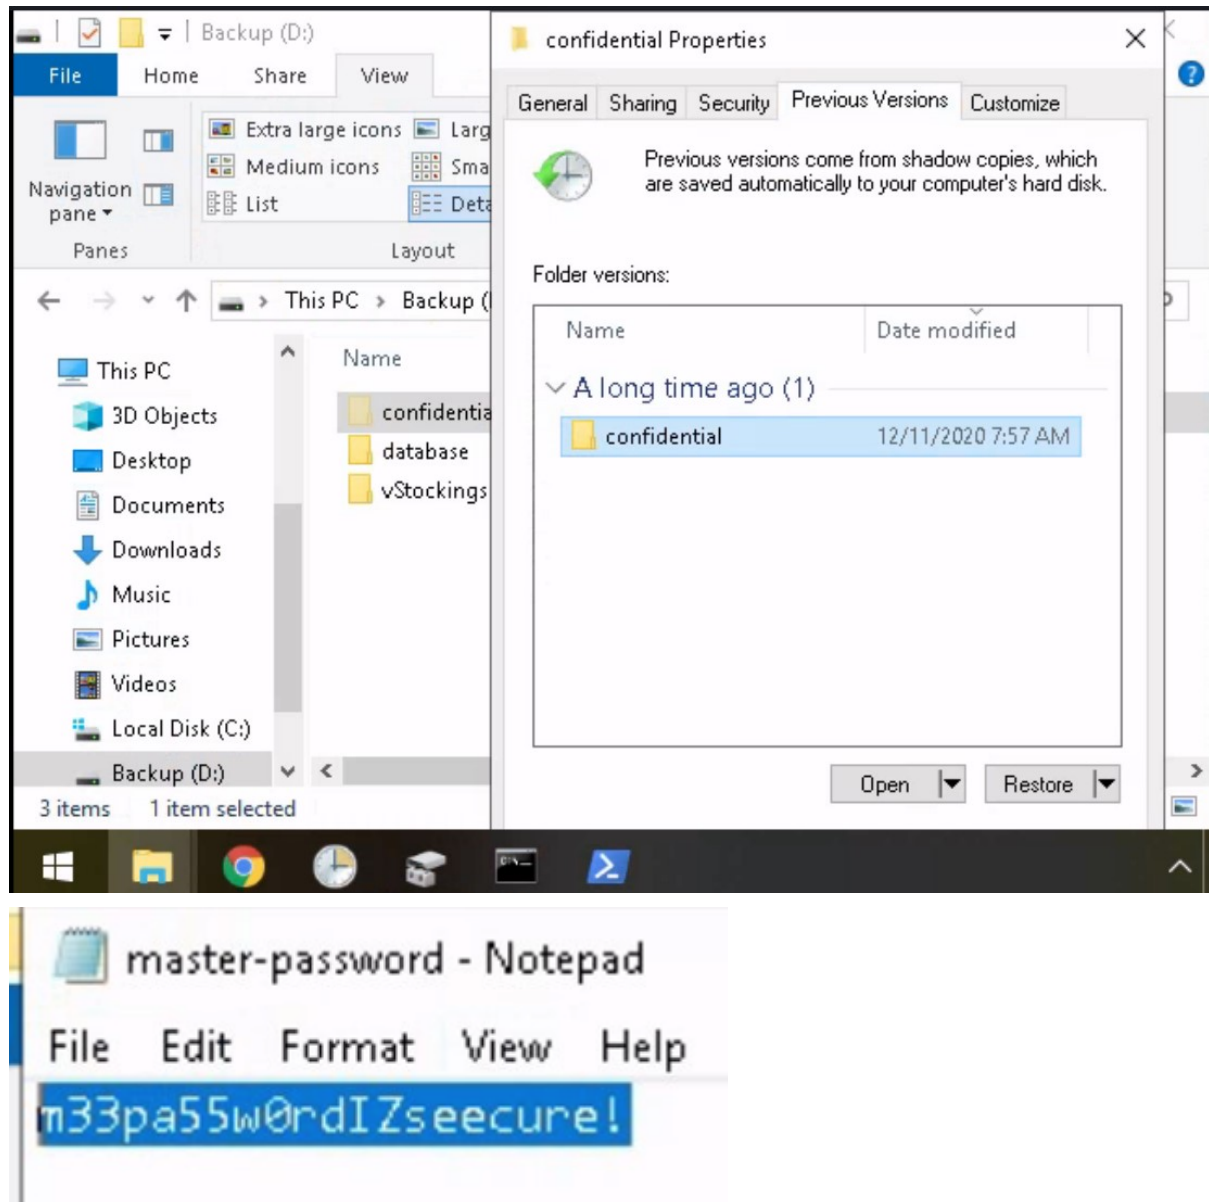 Backup (D:)
File Home Share View
Extra large icons Larg
Medium icons Sma
List Deta
Navigation
pane
Panes Layout
This PC > Backup (
This PC
3D Objects
Desktop
Documents
Downloads
Music
Pictures
Videos
Local Disk (C:)
Backup (D:)
Name
confidentia
database
vStockings
3 items 1 item selected
confidential Properties
General Sharing Security Previous Versions Customize
Previous versions come from shadow copies, which
are saved automatically to your computer's hard disk.
Folder versions:
Name Date modified
A long time ago (1)
confidential 12/11/2020 7:57 AM
Open Restore
master-password - Notepad
File Edit Format View Help
m33pa55w0rdIZseecure!